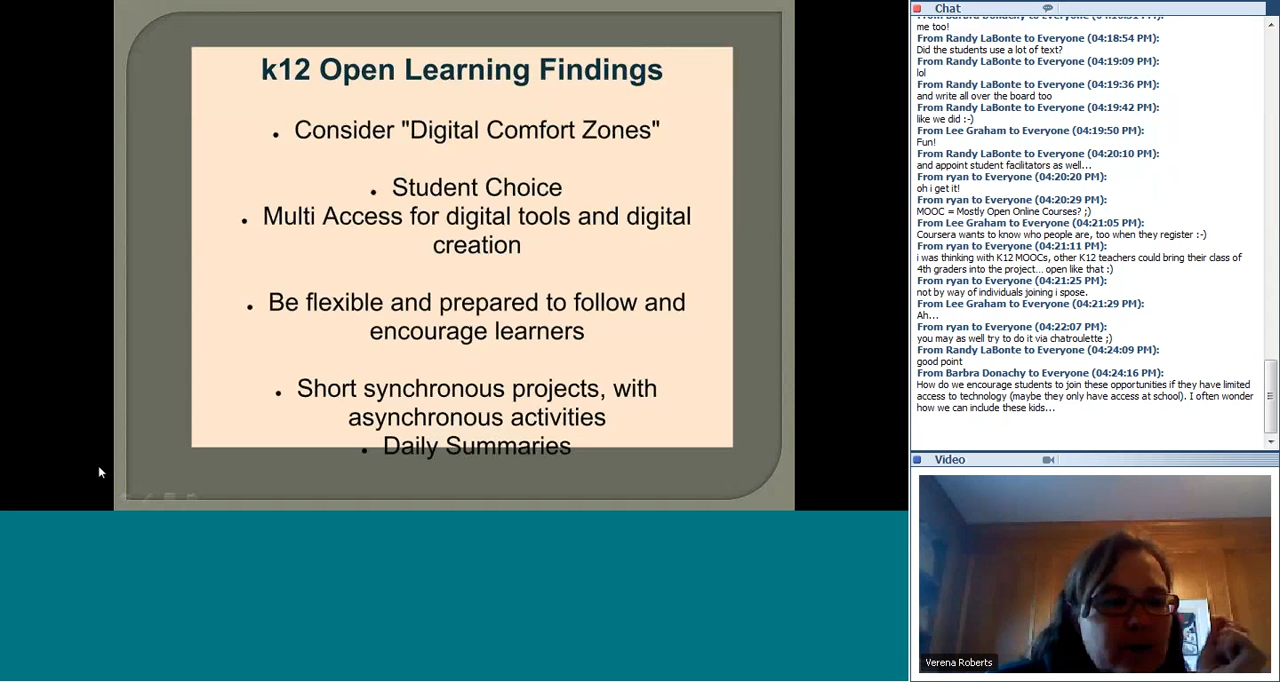 k12 Open Learning Findings
• Consider "Digital Comfort Zones"
• Student Choice
• Multi Access for digital tools and digital
creation
• Be flexible and prepared to follow and
encourage learners
• Short synchronous projects, with
asynchronous activities
• Daily Summaries
Chat
From Barbra Donachy to Everyone
me too!
From Randy LaBonte to Everyone (04:18:54 PM):
Did the students use a lot of text?
From Randy LaBonte to Everyone (04:19:09 PM):
lol
From Randy LaBonte to Everyone (04:19:36 PM):
and write all over the board too
From Randy LaBonte to Everyone (04:19:42 PM):
like we did :-)
From Lee Graham to Everyone (04:19:50 PM):
Fun!
From Randy LaBonte to Everyone (04:20:10 PM):
and appoint student facilitators as well...
From ryan to Everyone (04:20:20 PM):
oh i get it!
From ryan to Everyone (04:20:29 PM):
MOOC = Mostly Open Online Courses? ;)
From Lee Graham to Everyone (04:21:05 PM):
Coursera wants to know who people are, too when they register :-)
From ryan to Everyone (04:21:11 PM):
i was thinking with K12 MOOCs, other K12 teachers could bring their class of
4th graders into the project... open like that :)
From ryan to Everyone (04:21:25 PM):
not by way of individuals joining i spose.
From Lee Graham to Everyone (04:21:29 PM):
Ah...
From ryan to Everyone (04:22:07 PM):
you may as well try to do it via chatroulette ;)
From Randy LaBonte to Everyone (04:24:09 PM):
good point
From Barbra Donachy to Everyone (04:24:16 PM):
How do we encourage students to join these opportunities if they have limited
access to technology (maybe they only have access at school). I often wonder
how we can include these kids...
Video
Verena Roberts